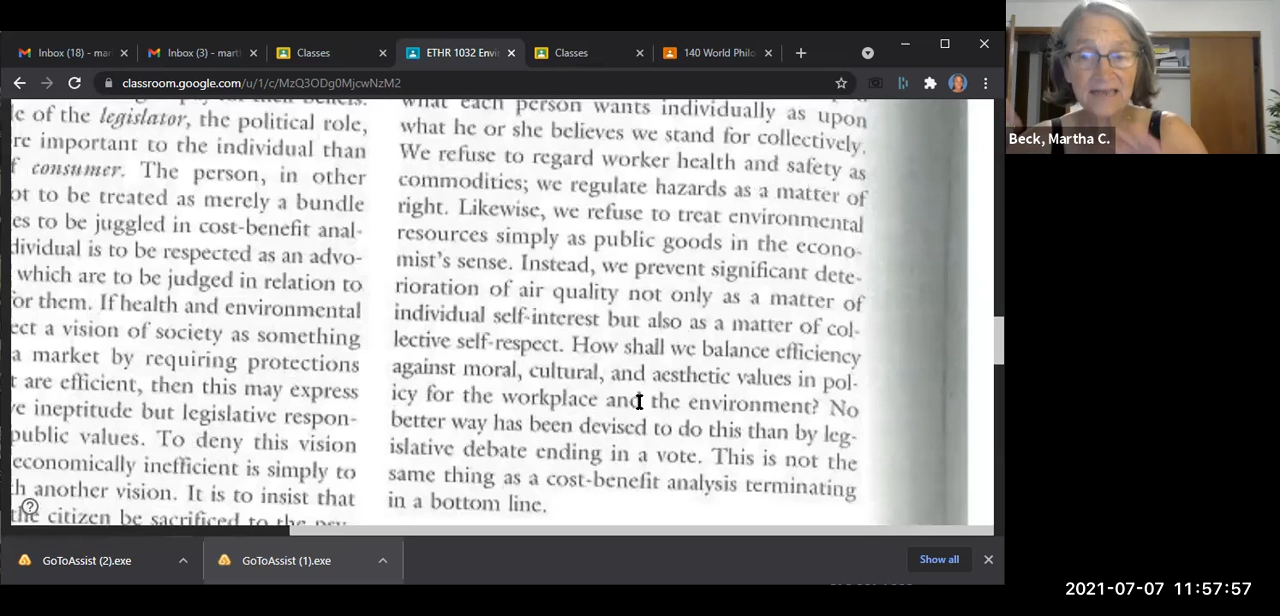 Inbox (18) - mar
Inbox (3) - mart
Classes
ETHR 1032 Envi
Classes
140 World Philo
classroom.google.com/u/1/c/MzQ3ODg0MjcwNzM2
le of the legislator, the political role,
re important to the individual than
f consumer. The person, in other
ot to be treated as merely a bundle
es to be juggled in cost-benefit anal-
dividual is to be respected as an advo-
which are to be judged in relation to
for them. If health and environmental
ect a vision of society as something
a market by requiring protections
t are efficient, then this may express
ve ineptitude but legislative respon-
public values. To deny this vision
economically inefficient is simply to
h another vision. It is to insist that
the citizen be sacrificed to the
what each person wants individually as upon
what he or she believes we stand for collectively.
We refuse to regard worker health and safety as
commodities; we regulate hazards as a matter of
right. Likewise, we refuse to treat environmental
resources simply as public goods in the econo-
mist's sense. Instead, we prevent significant dete-
rioration of air quality not only as a matter of
individual self-interest but also as a matter of col-
lective self-respect. How shall we balance efficiency
against moral, cultural, and aesthetic values in pol-
icy for the workplace and the environment? No
better way has been devised to do this than by leg-
islative debate ending in a vote. This is not the
same thing as a cost-benefit analysis terminating
in a bottom line.
GoToAssist (2).exe
GoToAssist (1).exe
Show all
Beck, Martha C.
2021-07-07 11:57:57